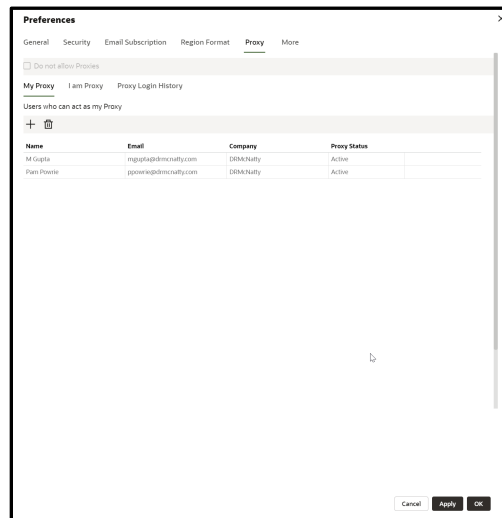 Preferences
General Security Email Subscription Region Format Proxy More
Do not allow Proxies
My Proxy I am Proxy Proxy Login History
Users who can act as my Proxy
Name Email Company Proxy Status
M Gupta mgupta@drmcnatty.com DRMcNatty Active
Pam Powrie ppowrie@drmcnatty.com DRMcNatty Active
Cancel Apply OK